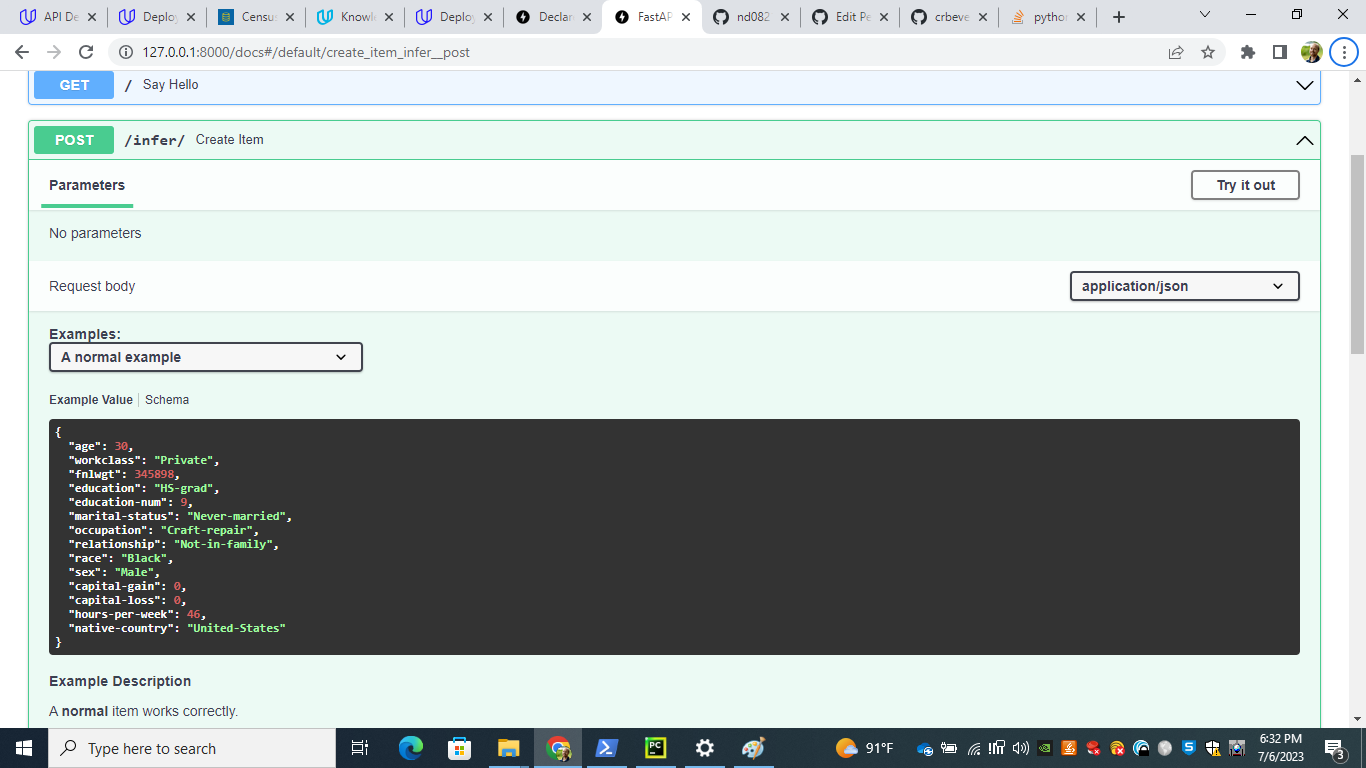 API De
Deploy
Census
Knowle
Deploy
Declar
FastAP
nd082
Edit Pe
crbeve
python
127.0.0.1:8000/docs#/default/create_item_infer__post
GET / Say Hello
POST /infer/ Create Item
Parameters
Try it out
No parameters
Request body
application/json
Examples:
A normal example
Example Value | Schema
{
"age": 30,
"workclass": "Private",
"fnlwgt": 345898,
"education": "HS-grad",
"education-num": 9,
"marital-status": "Never-married",
"occupation": "Craft-repair",
"relationship": "Not-in-family",
"race": "Black",
"sex": "Male",
"capital-gain": 0,
"capital-loss": 0,
"hours-per-week": 46,
"native-country": "United-States"
}
Example Description
A normal item works correctly.
Type here to search
PC
91°F
6:32 PM
7/6/2023
3